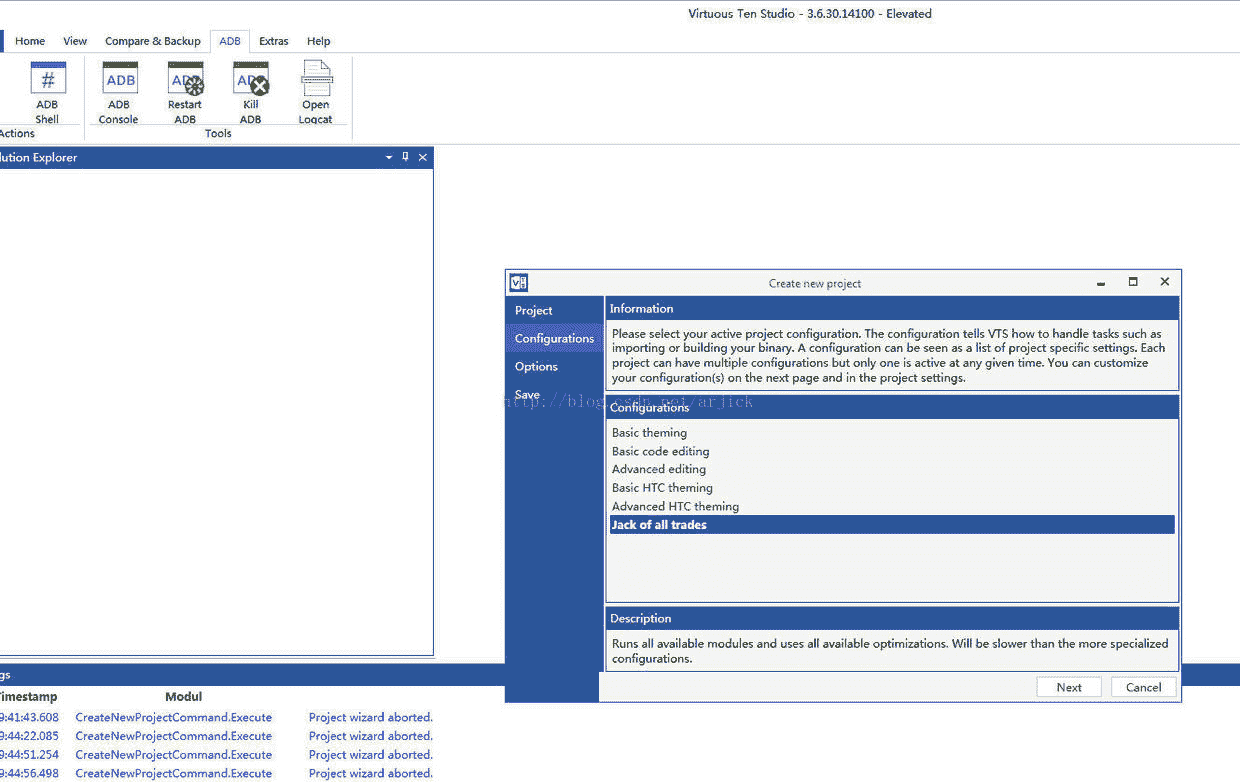 Virtuous Ten Studio - 3.6.30.14100 - Elevated
Home View Compare & Backup ADB Extras Help
# ADB ADB ADB
ADB ADB Restart Kill Open
Shell Console ADB ADB Logcat
Actions Tools
lution Explorer
Create new project
Project
Configurations
Options
Save
Information
Please select your active project configuration. The configuration tells VTS how to handle tasks such as
importing or building your binary. A configuration can be seen as a list of project specific settings. Each
project can have multiple configurations but only one is active at any given time. You can customize
your configuration(s) on the next page and in the project settings.
http://blog.csdn.net/arjick
Configurations
Basic theming
Basic code editing
Advanced editing
Basic HTC theming
Advanced HTC theming
Jack of all trades
Description
Runs all available modules and uses all available optimizations. Will be slower than the more specialized
configurations.
Next Cancel
gs
Timestamp Modul
9:41:43.608 CreateNewProjectCommand.Execute Project wizard aborted.
9:44:22.085 CreateNewProjectCommand.Execute Project wizard aborted.
9:44:51.254 CreateNewProjectCommand.Execute Project wizard aborted.
9:44:56.498 CreateNewProjectCommand.Execute Project wizard aborted.